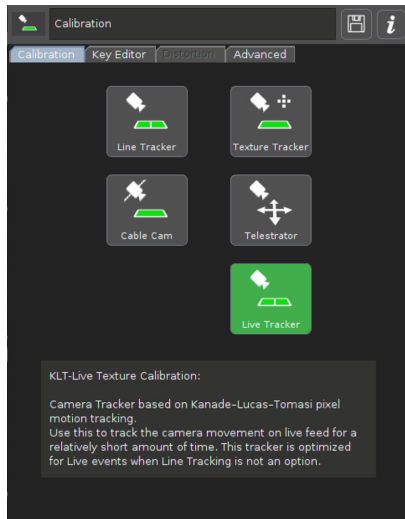 Calibration
Calibration Key Editor Distortion Advanced
Line Tracker Texture Tracker
Cable Cam Telestrator
Live Tracker
KLT-Live Texture Calibration:
Camera Tracker based on Kanade-Lucas-Tomasi pixel
motion tracking.
Use this to track the camera movement on live feed for a
relatively short amount of time. This tracker is optimized
for Live events when Line Tracking is not an option.